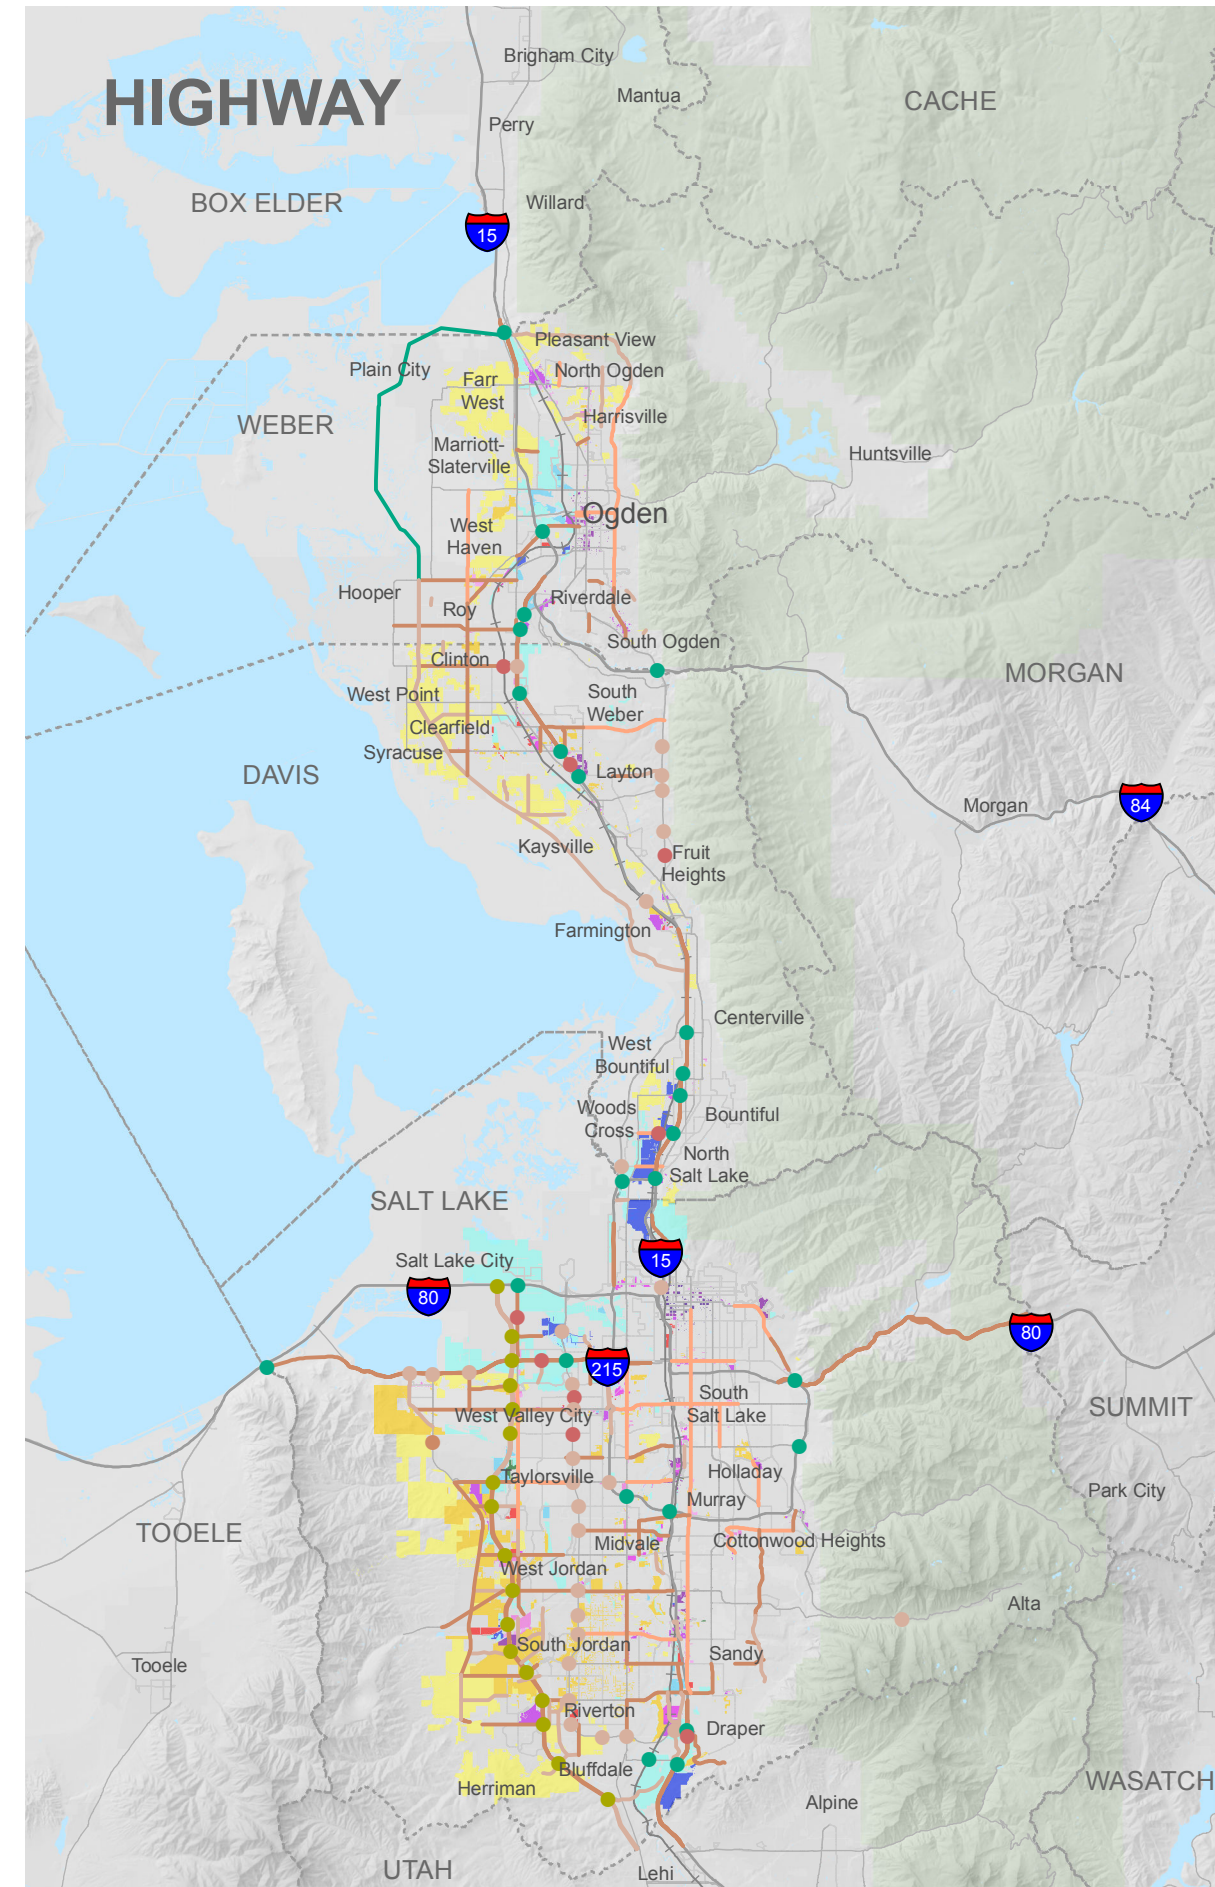 Brigham City
HIGHWAY
Mantua
CACHE
Perry
BOX ELDER
Willard
15
Pleasant View
Plain City
North Ogden
Farr
West
Harrisville
WEBER
Marriott-
Slaterville
Huntsville
Ogden
West
Haven
Hooper
Roy
Riverdale
South Ogden
Clinton
MORGAN
West Point
South
Weber
Clearfield
Syracuse
DAVIS
Layton
Morgan
84
Kaysville
Fruit
Heights
Farmington
Centerville
West
Bountiful
Woods
Cross
Bountiful
North
Salt Lake
SALT LAKE
Salt Lake City
15
80
80
215
South
Salt Lake
SUMMIT
West Valley City
Holladay
Taylorsville
Park City
Murray
TOOELE
Midvale
Cottonwood Heights
West Jordan
Alta
South Jordan
Sandy
Tooele
Riverton
Draper
Bluffdale
Herriman
WASATCH
Alpine
UTAH
Lehi